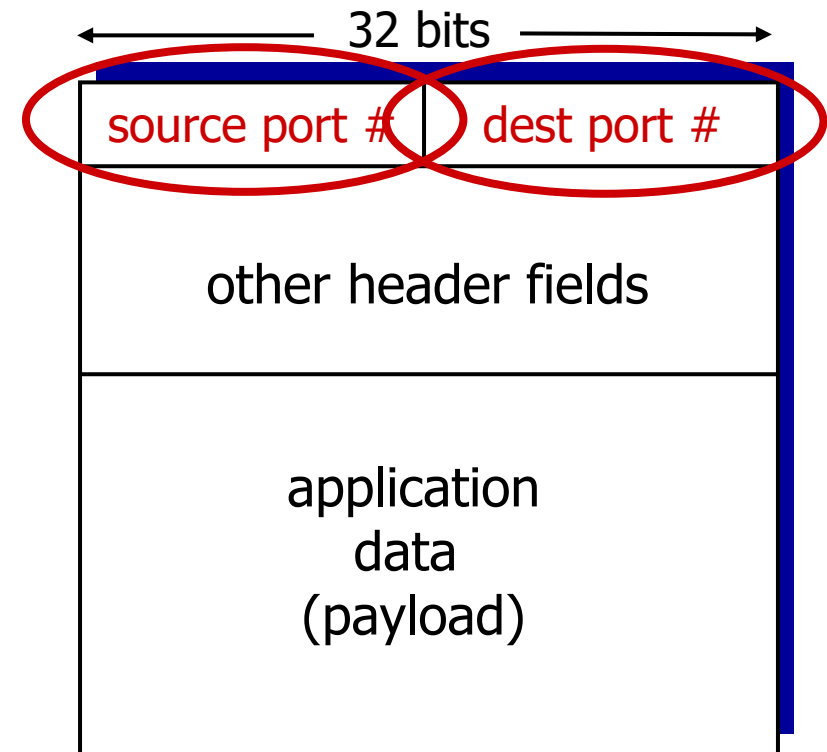 32 bits
source port #
dest port #
other header fields
application
data
(payload)